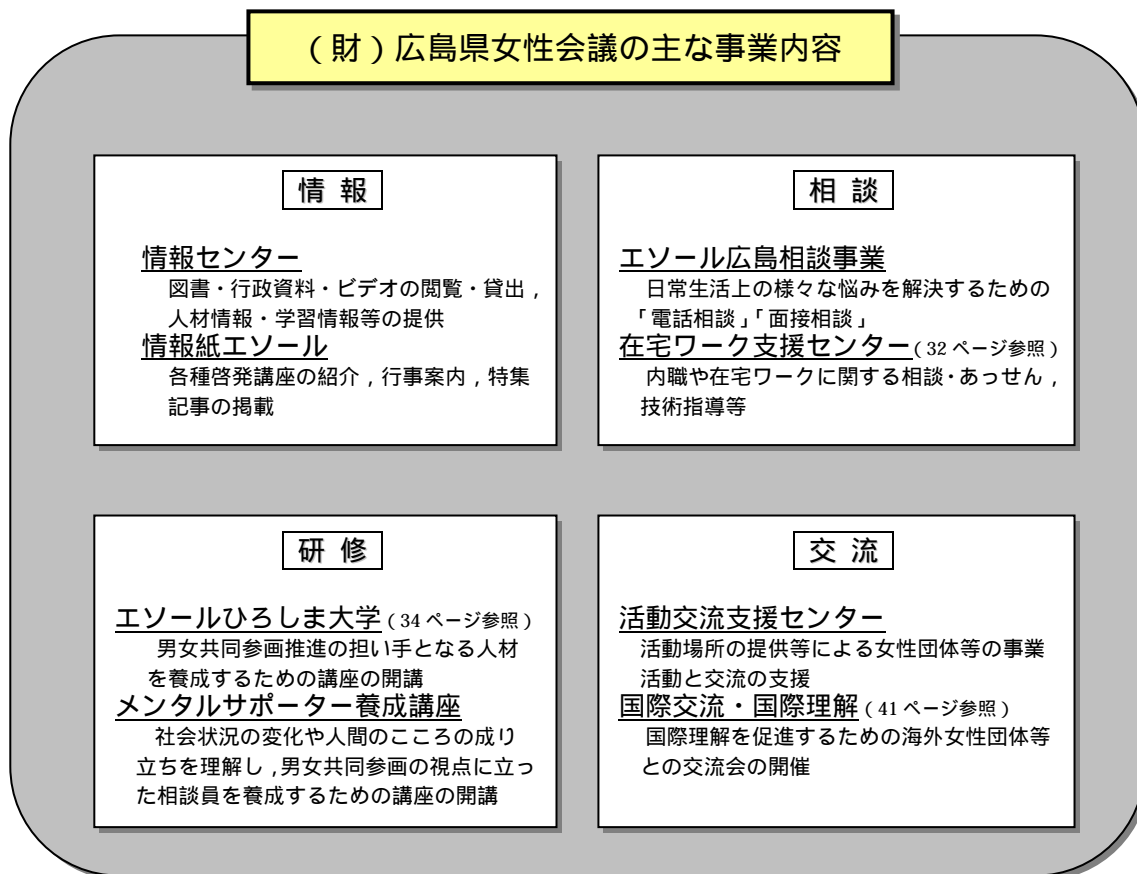 （財）広島県女性会議の主な事業内容
情 報
情報センター
図書・行政資料・ビデオの閲覧・貸出，
人材情報・学習情報等の提供
情報紙エソール
各種啓発講座の紹介，行事案内，特集
記事の掲載
相 談
エソール広島相談事業
日常生活上の様々な悩みを解決するための
「電話相談」「面接相談」
在宅ワーク支援センター（32 ページ参照）
内職や在宅ワークに関する相談・あっせん，
技術指導等
研 修
エソールひろしま大学（34 ページ参照）
男女共同参画推進の担い手となる人材
を養成するための講座の開講
メンタルサポーター養成講座
社会状況の変化や人間のこころの成り
立ちを理解し，男女共同参画の視点に立っ
た相談員を養成するための講座の開講
交 流
活動交流支援センター
活動場所の提供等による女性団体等の事業
活動と交流の支援
国際交流・国際理解（41 ページ参照）
国際理解を促進するための海外女性団体等
との交流会の開催